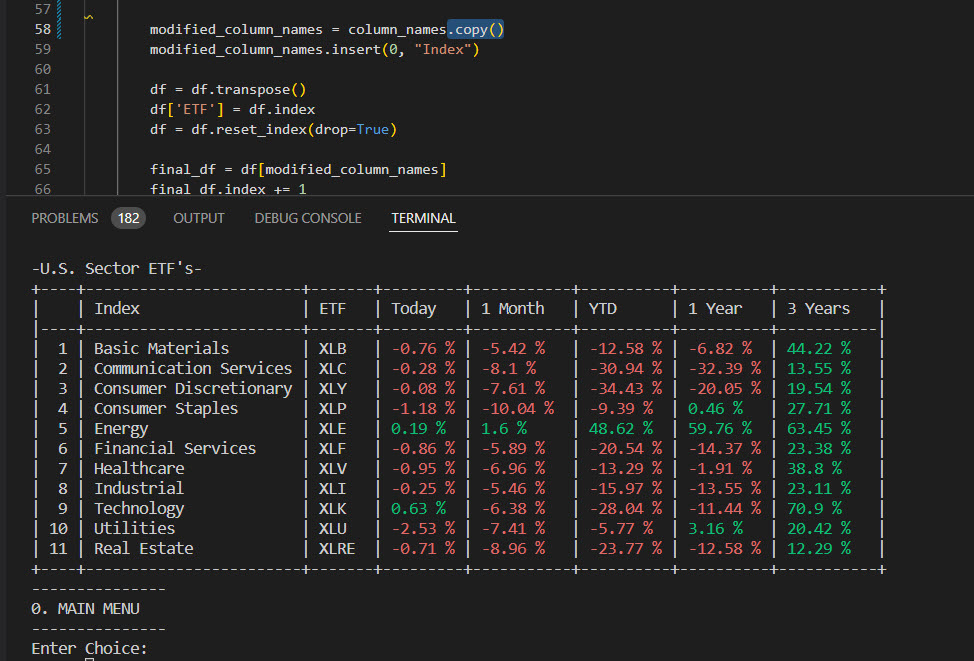 57
58 modified_column_names = column_names.copy()
59 modified_column_names.insert(0, "Index")
60
61 df = df.transpose()
62 df['ETF'] = df.index
63 df = df.reset_index(drop=True)
64
65 final_df = df[modified_column_names]
66 final_df.index += 1
PROBLEMS 182 OUTPUT DEBUG CONSOLE TERMINAL
-U.S. Sector ETF's-
+----+------------------------+-------+---------+-----------+----------+----------+-----------+
| | Index | ETF | Today | 1 Month | YTD | 1 Year | 3 Years |
|----+------------------------+-------+---------+-----------+----------+----------+-----------|
| 1 | Basic Materials | XLB | -0.76 % | -5.42 % | -12.58 % | -6.82 % | 44.22 % |
| 2 | Communication Services | XLC | -0.28 % | -8.1 % | -30.94 % | -32.39 % | 13.55 % |
| 3 | Consumer Discretionary | XLY | -0.08 % | -7.61 % | -34.43 % | -20.05 % | 19.54 % |
| 4 | Consumer Staples | XLP | -1.18 % | -10.04 % | -9.39 % | 0.46 % | 27.71 % |
| 5 | Energy | XLE | 0.19 % | 1.6 % | 48.62 % | 59.76 % | 63.45 % |
| 6 | Financial Services | XLF | -0.86 % | -5.89 % | -20.54 % | -14.37 % | 23.38 % |
| 7 | Healthcare | XLV | -0.95 % | -6.96 % | -13.29 % | -1.91 % | 38.8 % |
| 8 | Industrial | XLI | -0.25 % | -5.46 % | -15.97 % | -13.55 % | 23.11 % |
| 9 | Technology | XLK | 0.63 % | -6.38 % | -28.04 % | -11.44 % | 70.9 % |
| 10 | Utilities | XLU | -2.53 % | -7.41 % | -5.77 % | 3.16 % | 20.42 % |
| 11 | Real Estate | XLRE | -0.71 % | -8.96 % | -23.77 % | -12.58 % | 12.29 % |
+----+------------------------+-------+---------+-----------+----------+----------+-----------+
---------------
0. MAIN MENU
---------------
Enter Choice: